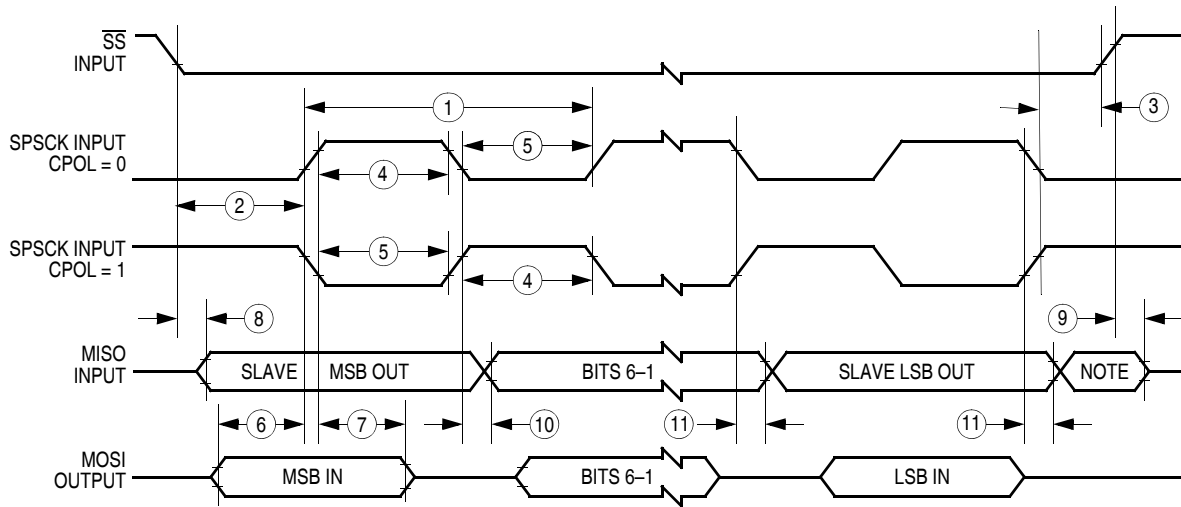 SS
INPUT
1
3
SPSCK INPUT
CPOL = 0
5
4
2
SPSCK INPUT
CPOL = 1
5
4
8
9
MISO
INPUT
SLAVE MSB OUT
BITS 6–1
SLAVE LSB OUT
NOTE
6
7
10
11
11
MOSI
OUTPUT
MSB IN
BITS 6–1
LSB IN